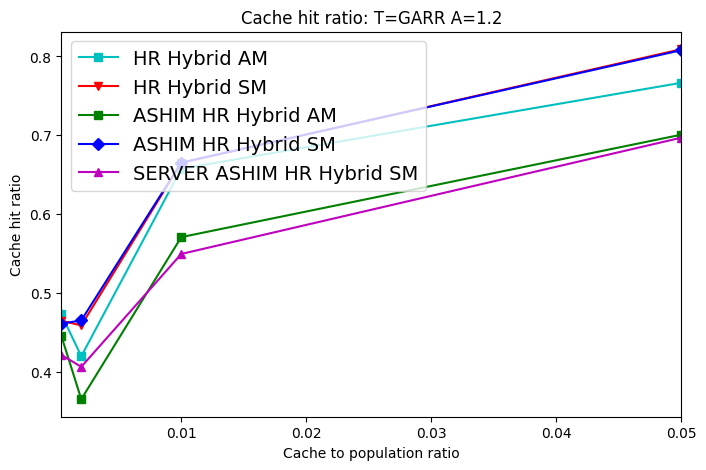 Cache hit ratio: T=GARR A=1.2
HR Hybrid AM
HR Hybrid SM
ASHIM HR Hybrid AM
ASHIM HR Hybrid SM
SERVER ASHIM HR Hybrid SM
Cache hit ratio
0.8
0.7
0.6
0.5
0.4
0.01 0.02 0.03 0.04 0.05
Cache to population ratio